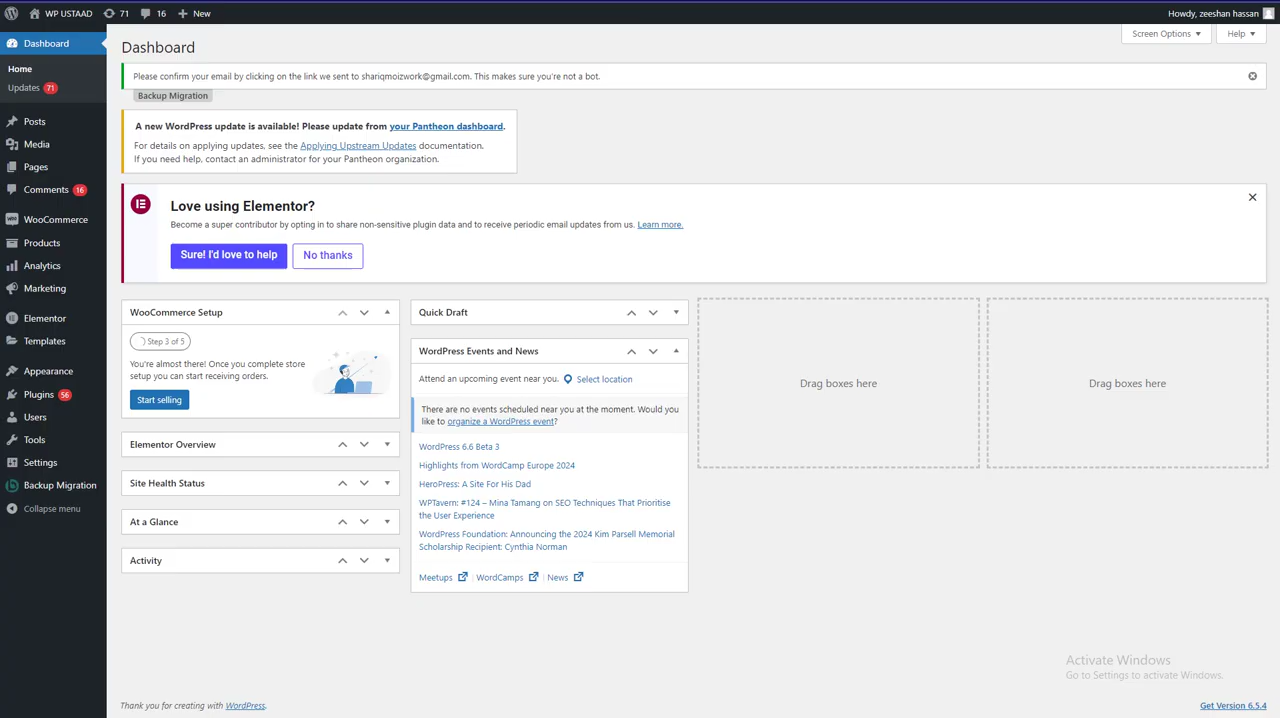 WP USTAAD 71 16 New
Howdy, zeeshan hassan
Dashboard
Home
Updates 71
Posts
Media
Pages
Comments 16
WooCommerce
Products
Analytics
Marketing
Elementor
Templates
Appearance
Plugins 56
Users
Tools
Settings
Backup Migration
Collapse menu
Screen Options
Help
Dashboard
Please confirm your email by clicking on the link we sent to shariqmoizwork@gmail.com. This makes sure you're not a bot.
Backup Migration
A new WordPress update is available! Please update from your Pantheon dashboard.
For details on applying updates, see the Applying Upstream Updates documentation.
If you need help, contact an administrator for your Pantheon organization.
Love using Elementor?
Become a super contributor by opting in to share non-sensitive plugin data and to receive periodic email updates from us. Learn more.
Sure! I'd love to help
No thanks
WooCommerce Setup
Step 3 of 5
You're almost there! Once you complete store
setup you can start receiving orders.
Start selling
Elementor Overview
Site Health Status
At a Glance
Activity
Quick Draft
WordPress Events and News
Attend an upcoming event near you. Select location
There are no events scheduled near you at the moment. Would you
like to organize a WordPress event?
WordPress 6.6 Beta 3
Highlights from WordCamp Europe 2024
HeroPress: A Site For His Dad
WPTavern: #124 – Mina Tamang on SEO Techniques That Prioritise
the User Experience
WordPress Foundation: Announcing the 2024 Kim Parsell Memorial
Scholarship Recipient: Cynthia Norman
Meetups WordCamps News
Drag boxes here
Drag boxes here
Activate Windows
Go to Settings to activate Windows.
Thank you for creating with WordPress.
Get Version 6.5.4